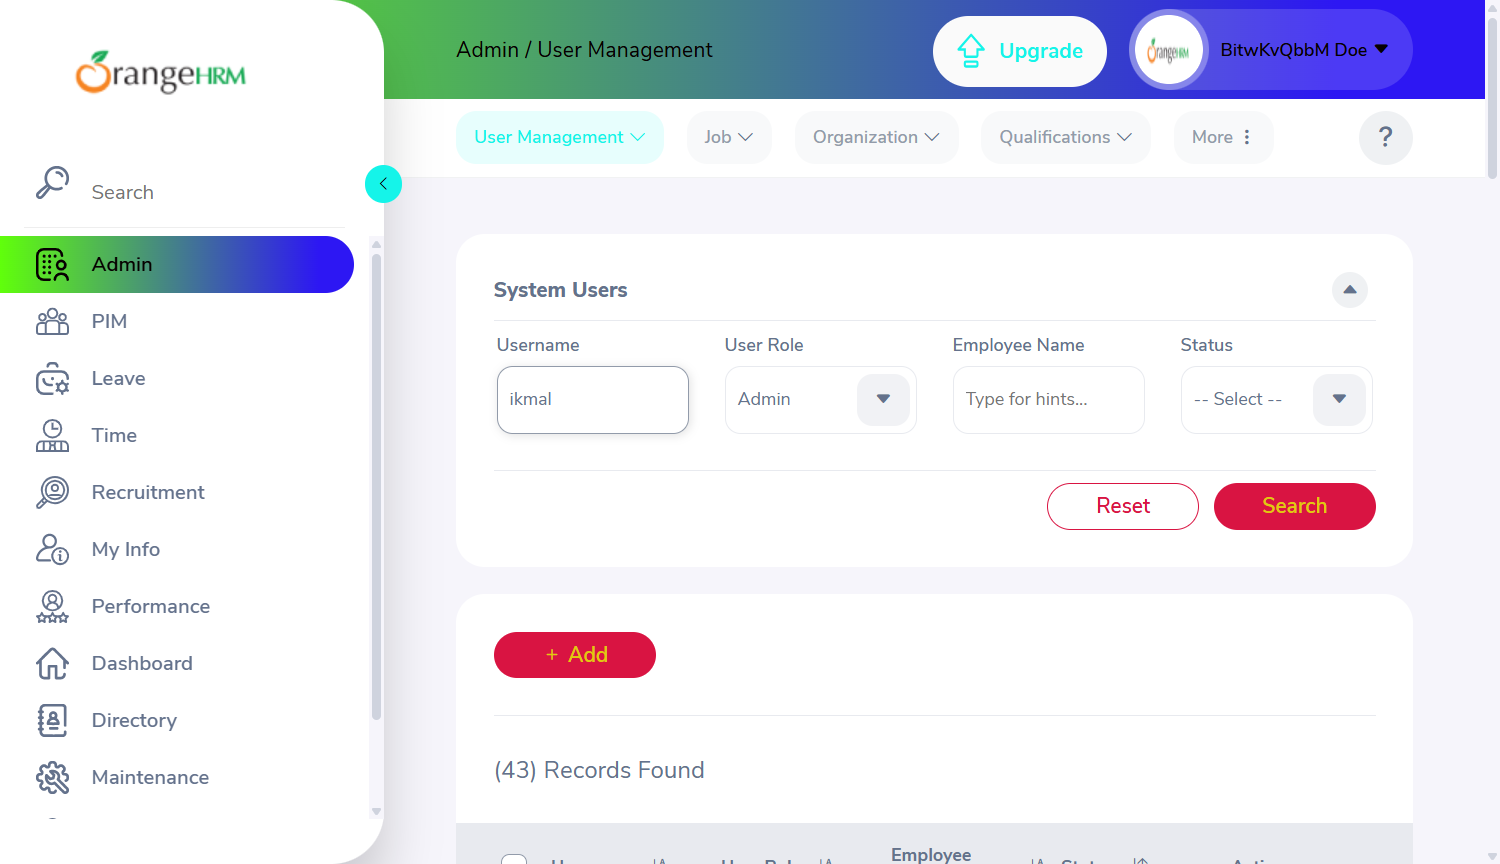 OrangeHRM
Search
Admin
PIM
Leave
Time
Recruitment
My Info
Performance
Dashboard
Directory
Maintenance
Admin / User Management
Upgrade
OrangeHRM
BitwKvQbbM Doe
User Management
Job
Organization
Qualifications
More
?
System Users
Username
User Role
Employee Name
Status
ikmal
Admin
Type for hints...
-- Select --
Reset
Search
+ Add
(43) Records Found
Employee